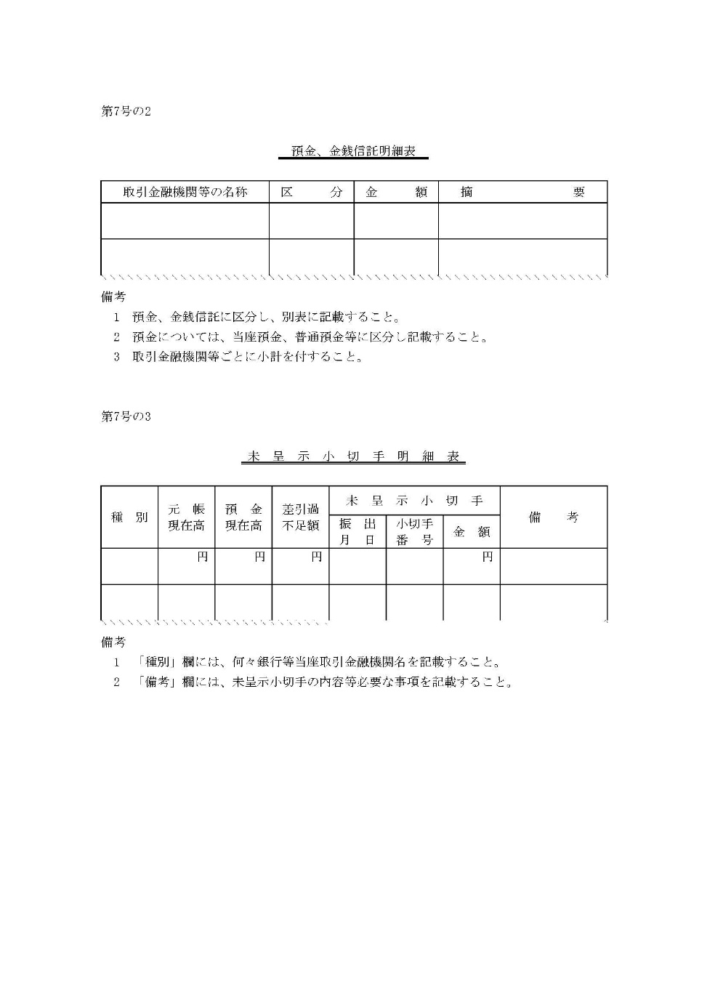 第7号の2
預金、金銭信託明細表
取引金融機関等の名称 区 分 金 額 摘 要
備考
1 預金、金銭信託に区分し、別表に記載すること。
2 預金については、当座預金、普通預金等に区分し記載すること。
3 取引金融機関等ごとに小計を付すること。
第7号の3
未 呈 示 小 切 手 明 細 表
種 別
元 帳
現在高
預 金
現在高
差引過
不足額
未 呈 示 小 切 手
振 出
月 日
小切手
番 号
金 額
備 考
円 円 円 円
備考
1 「種別」欄には、何々銀行等当座取引金融機関名を記載すること。
2 「備考」欄には、未呈示小切手の内容等必要な事項を記載すること。